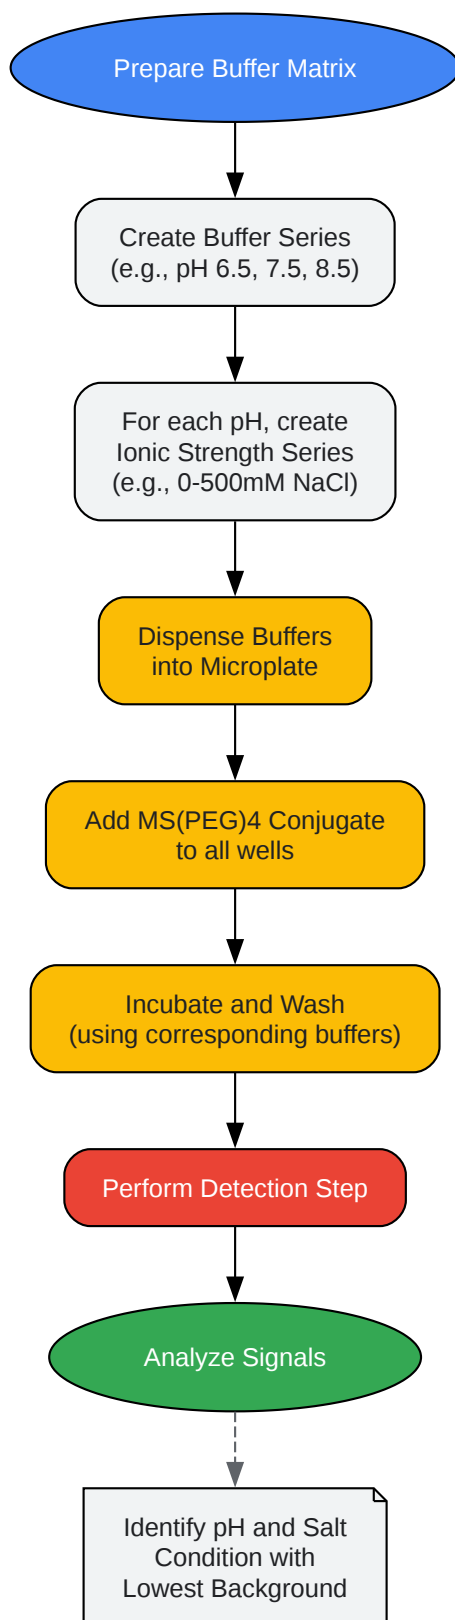 Prepare Buffer Matrix
Create Buffer Series
(e.g., pH 6.5, 7.5, 8.5)
For each pH, create
Ionic Strength Series
(e.g., 0-500mM NaCl)
Dispense Buffers
into Microplate
Add MS(PEG)4 Conjugate
to all wells
Incubate and Wash
(using corresponding buffers)
Perform Detection Step
Analyze Signals
Identify pH and Salt
Condition with
Lowest Background